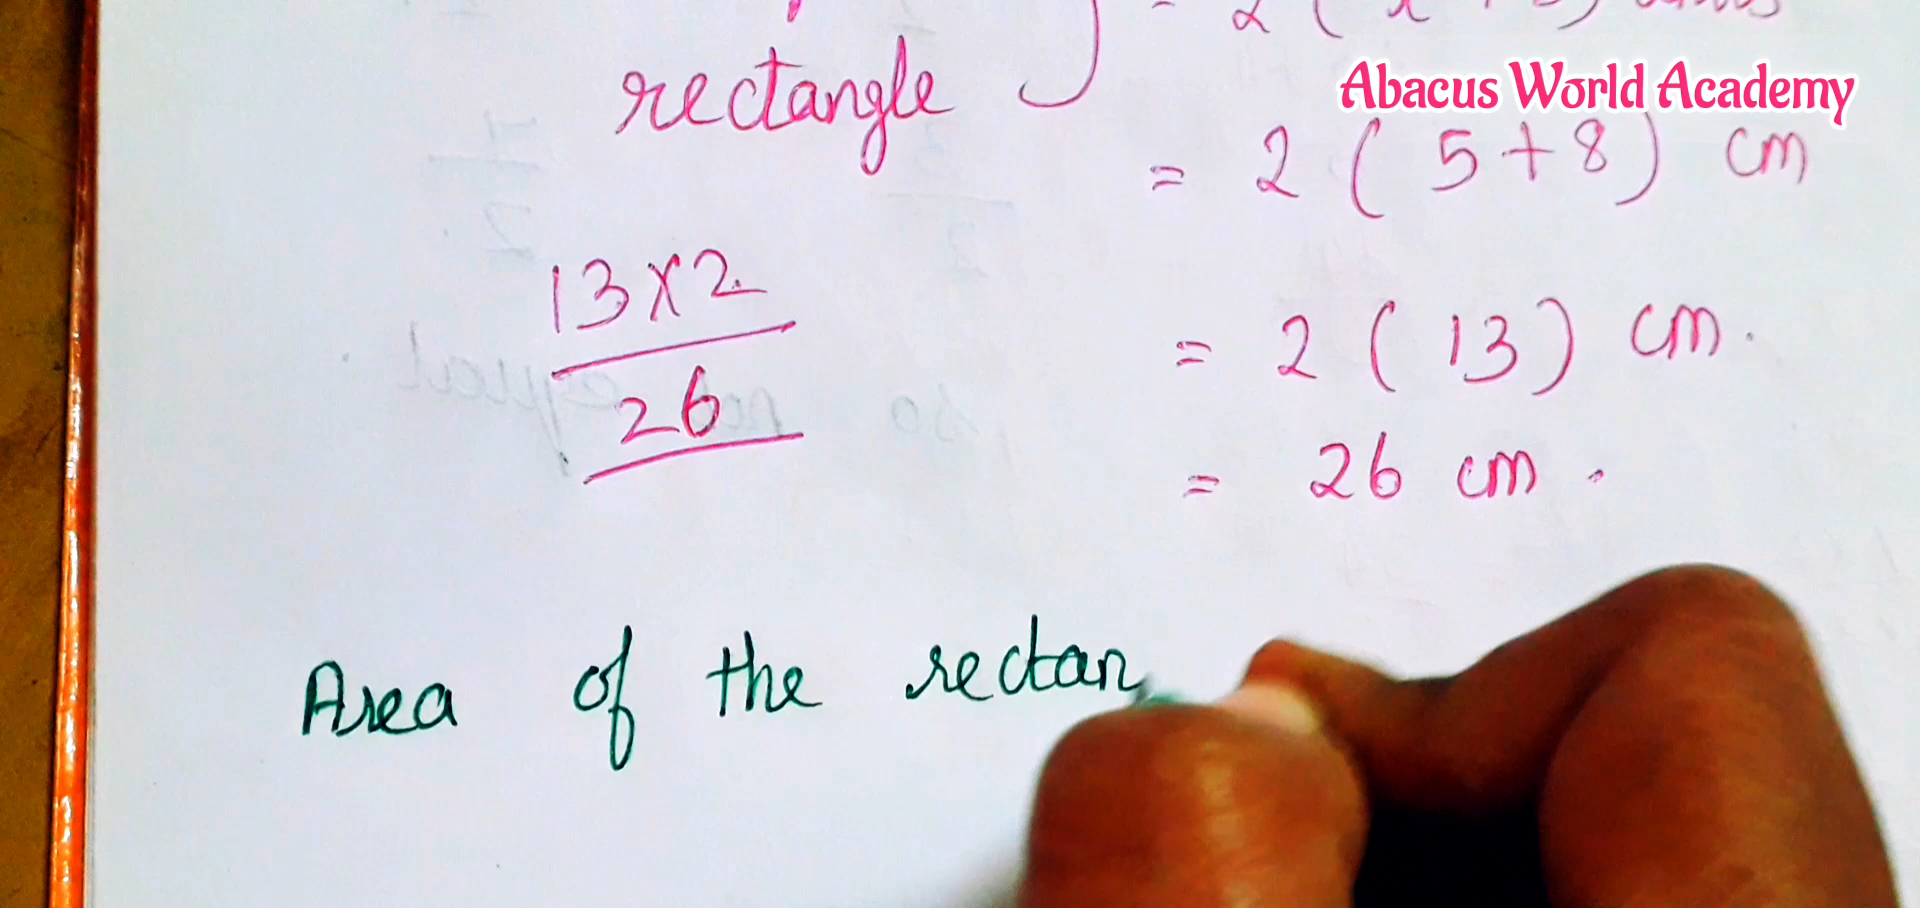 Abacus World Academy
rectangle
= 2 ( 5 + 8 ) cm
13 x 2
26
= 2 ( 13 ) cm.
= 26 cm.
Area of the rectan